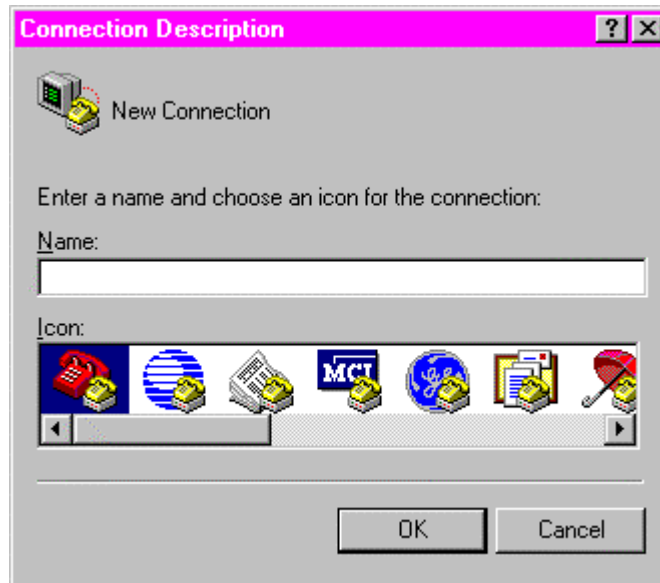 Connection Description
New Connection
Enter a name and choose an icon for the connection:
Name:
Icon:
MCI
OK
Cancel